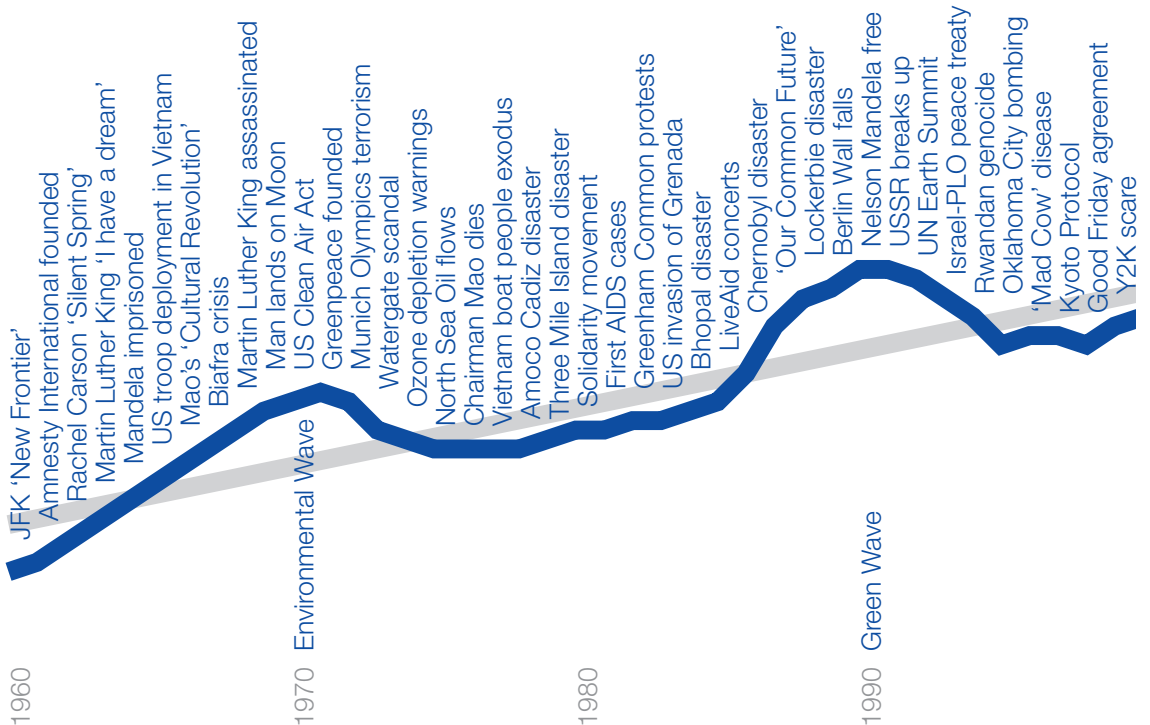 JFK ‘New Frontier’
Amnesty International founded
Rachel Carson ‘Silent Spring’
Martin Luther King ‘I have a dream’
Mandela imprisoned
US troop deployment in Vietnam
Mao’s ‘Cultural Revolution’
Biafra crisis
Martin Luther King assassinated
Man lands on Moon
US Clean Air Act
Greenpeace founded
Munich Olympics terrorism
Watergate scandal
Ozone depletion warnings
North Sea Oil flows
Chairman Mao dies
Vietnam boat people exodus
Amoco Cadiz disaster
Three Mile Island disaster
Solidarity movement
First AIDS cases
Greenham Common protests
US invasion of Grenada
Bhopal disaster
LiveAid concerts
Chernobyl disaster
‘Our Common Future’
Lockerbie disaster
Berlin Wall falls
Nelson Mandela free
USSR breaks up
UN Earth Summit
Israel-PLO peace treaty
Rwandan genocide
Oklahoma City bombing
‘Mad Cow’ disease
Kyoto Protocol
Good Friday agreement
Y2K scare
Environmental Wave
Green Wave
1960
1970
1980
1990